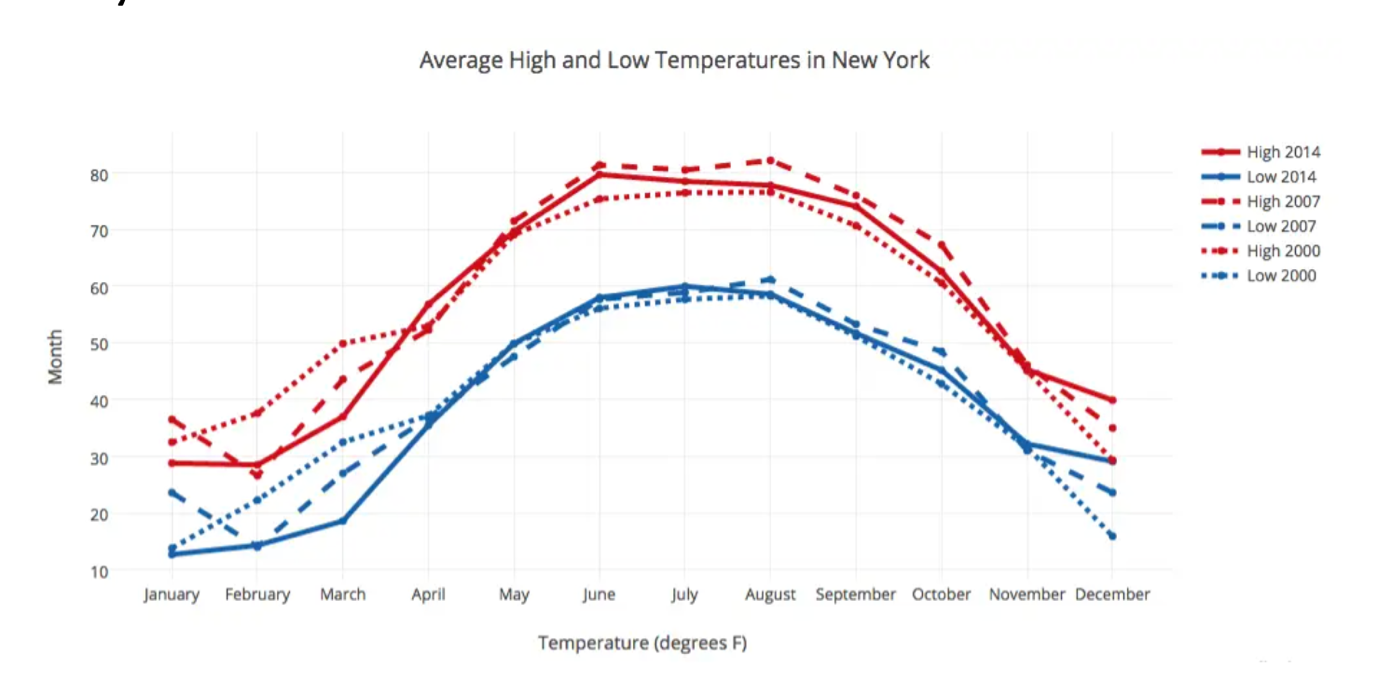 Average High and Low Temperatures in New York
High 2014
Low 2014
High 2007
Low 2007
High 2000
Low 2000
80
70
60
50
40
30
20
10
Month
January February March April May June July August September October November December
Temperature (degrees F)